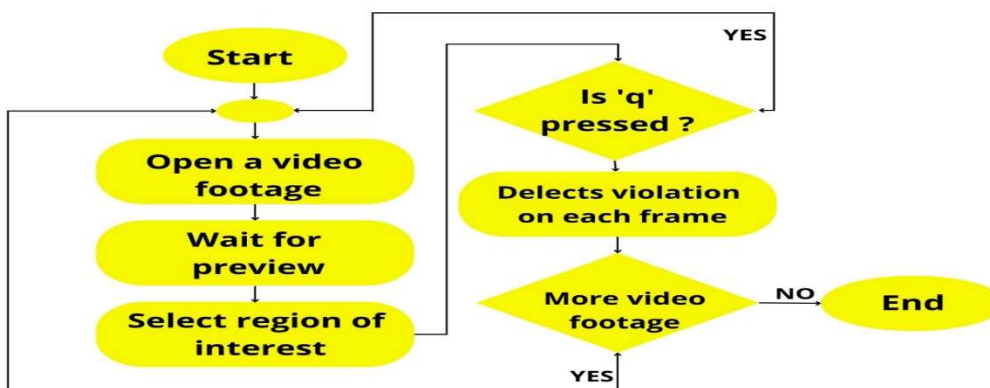 Start
Open a video
footage
Wait for
preview
Select region of
interest
YES
Is 'q'
pressed ?
Delects violation
on each frame
More video
footage
NO
End
YES